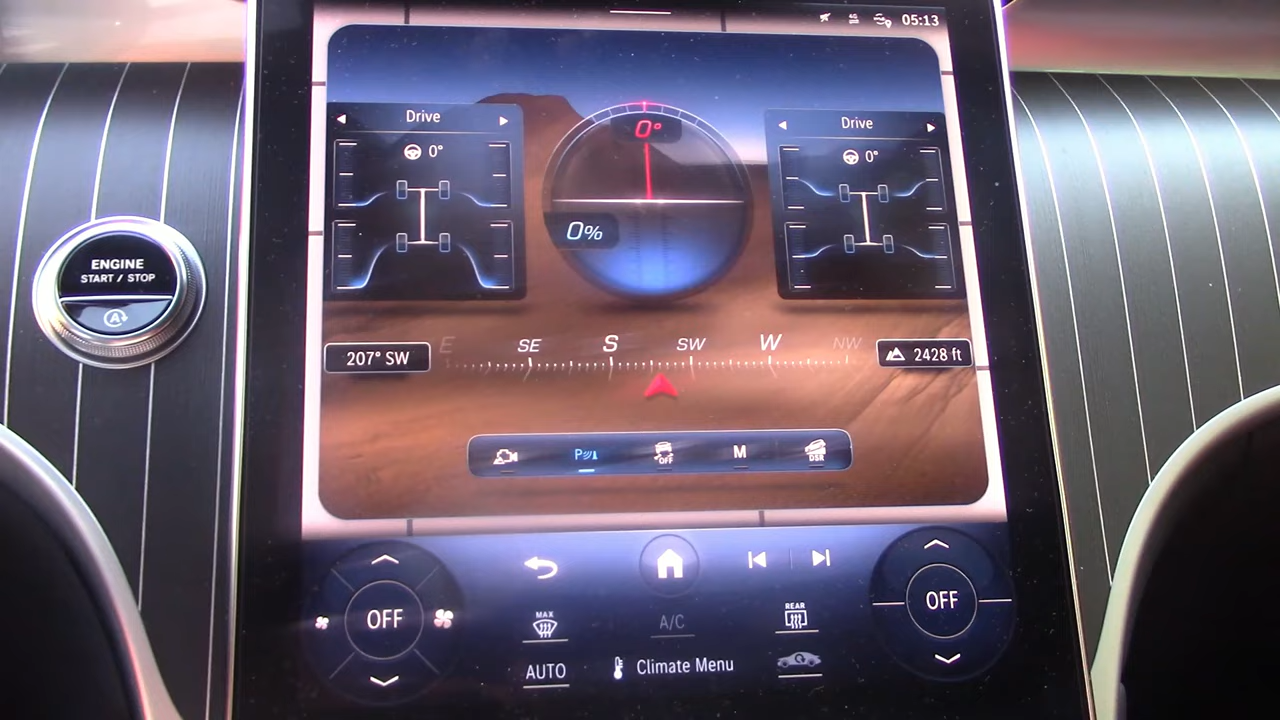 4G
05:13
Drive
0°
0°
0%
Drive
0°
ENGINE
START / STOP
A
207° SW
E SE S SW W NW
2428 ft
P
OFF
M
DSR
OFF
MAX
A/C
REAR
OFF
AUTO
Climate Menu